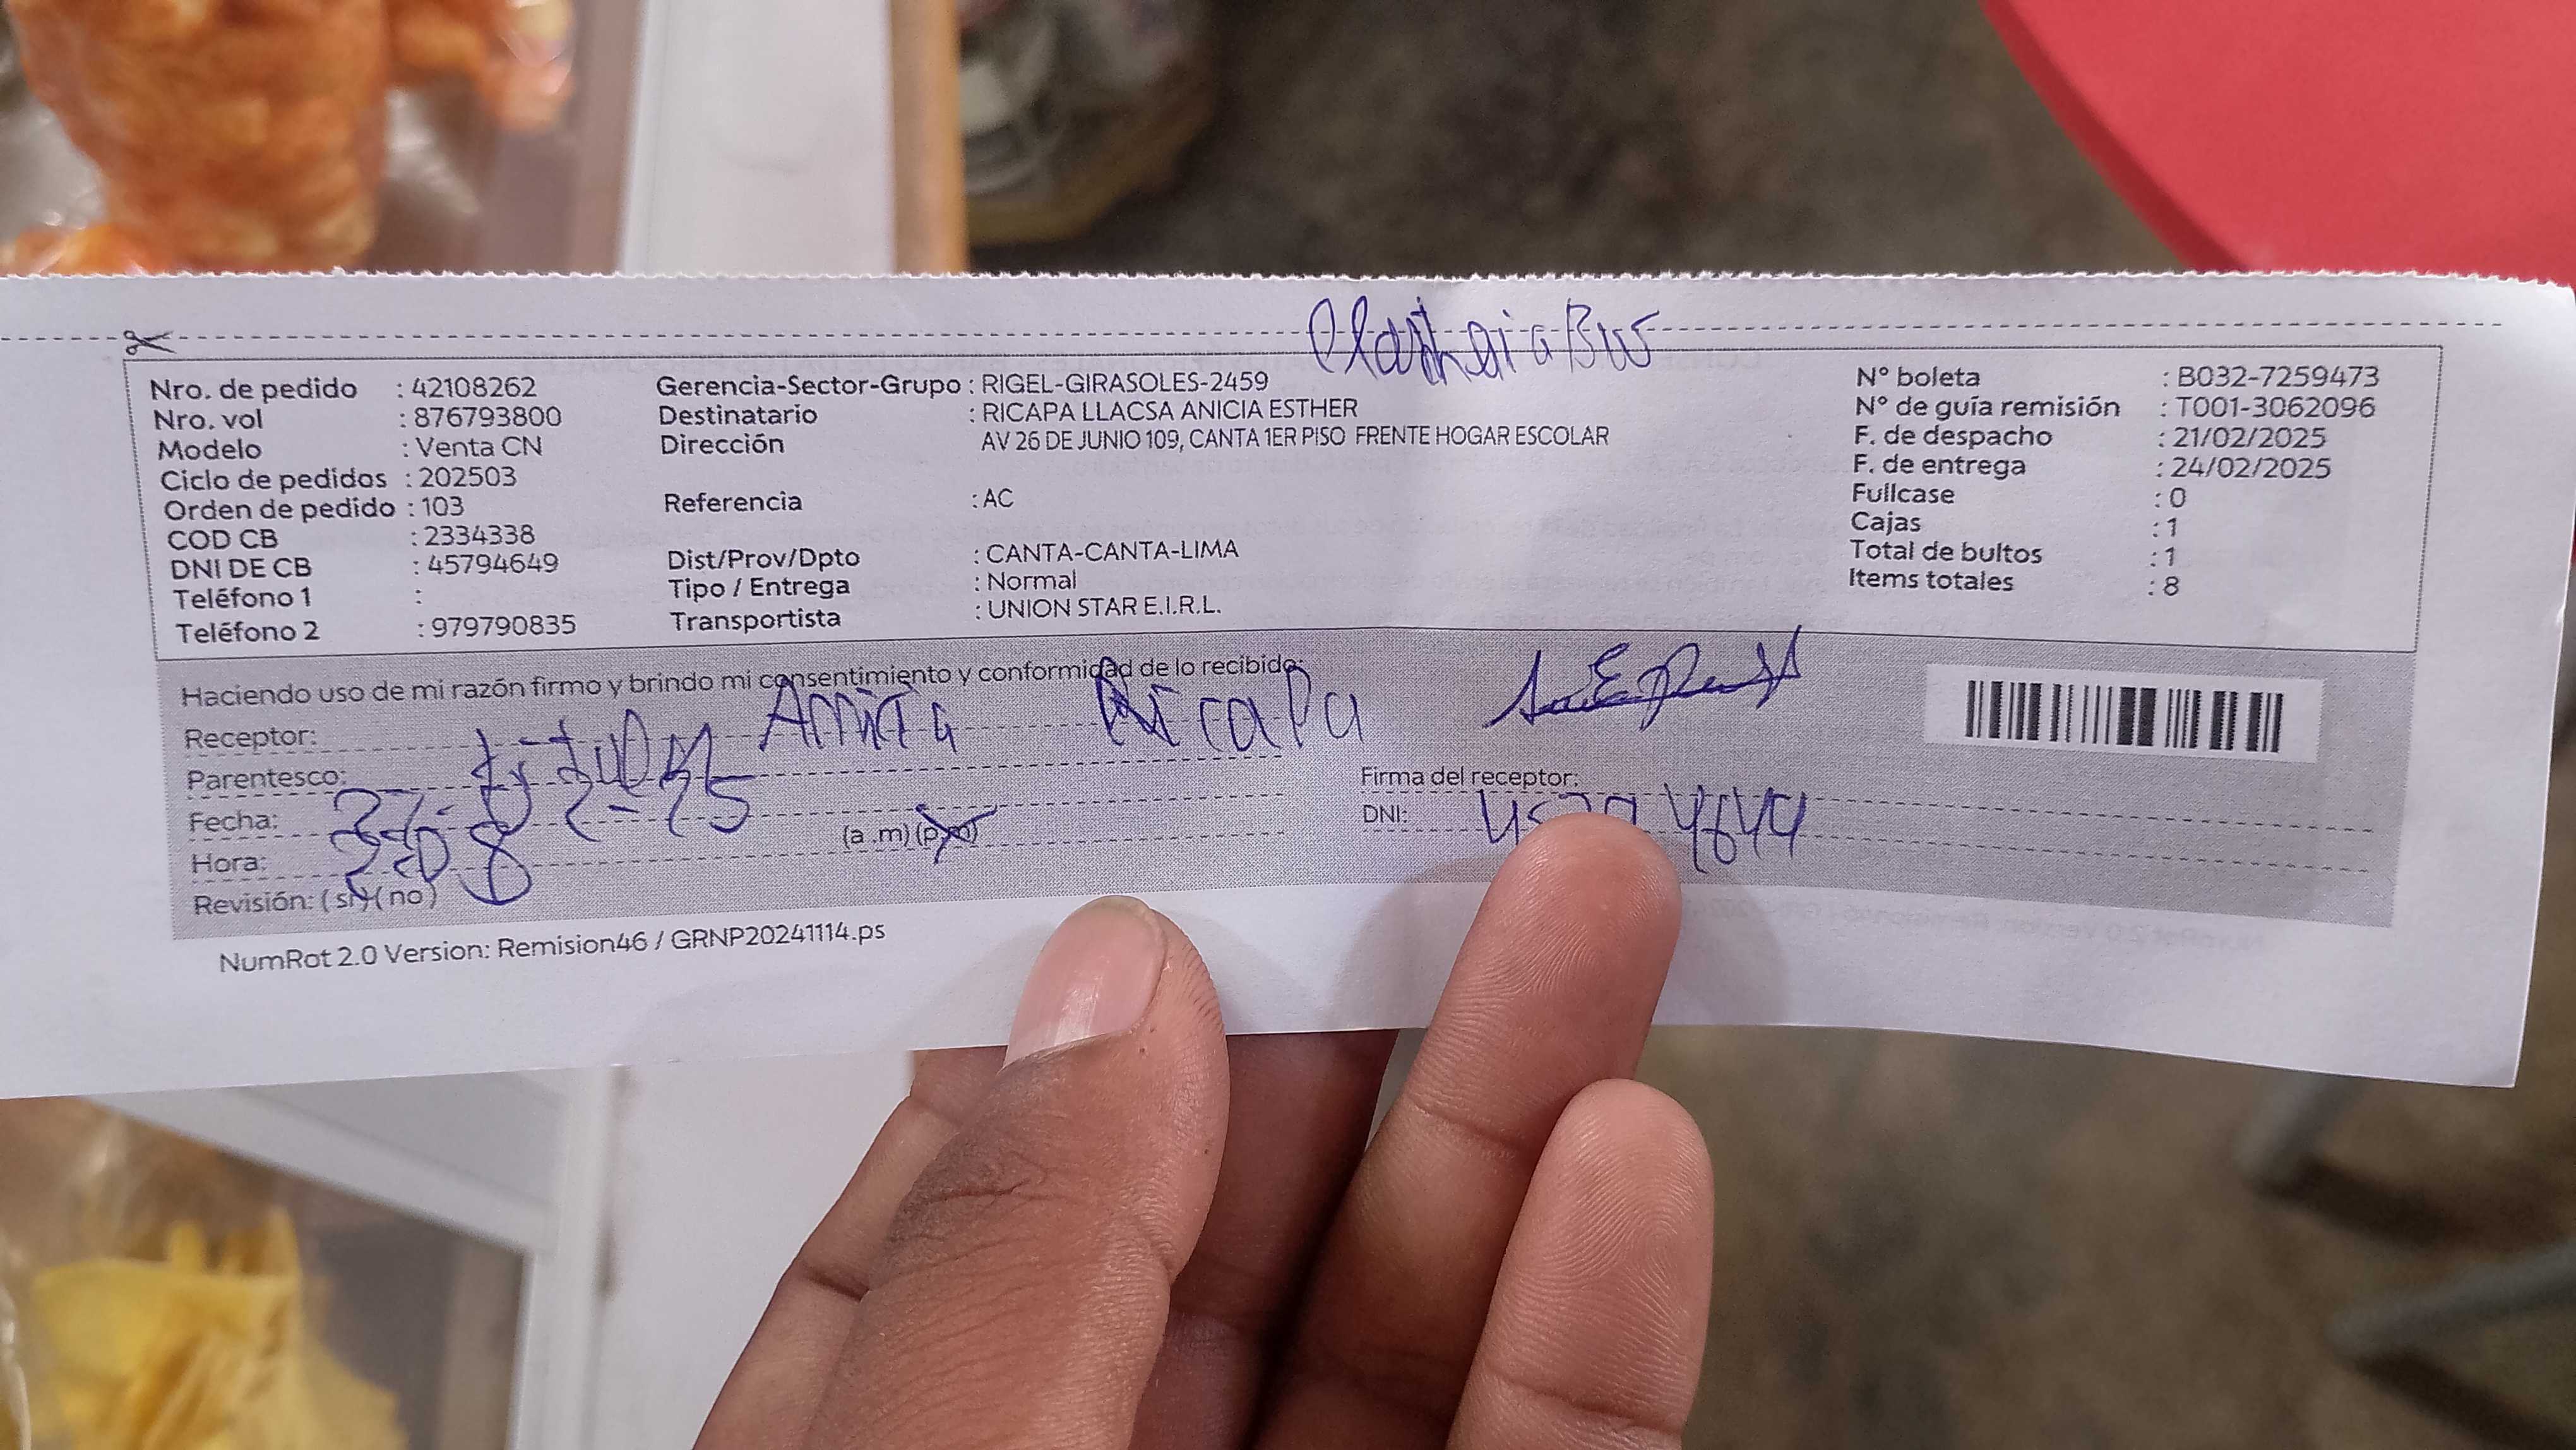 Nro. de pedido : 42108262
Nro. vol : 876793800
Modelo : Venta CN
Ciclo de pedidos : 202503
Orden de pedido : 103
COD CB : 2334338
DNI DE CB : 45794649
Teléfono 1 :
Teléfono 2 : 979790835
Gerencia-Sector-Grupo : RIGEL-GIRASOLES-2459
Destinatario : RICAPA LLACSA ANICIA ESTHER
Dirección AV 26 DE JUNIO 109, CANTA 1ER PISO FRENTE HOGAR ESCOLAR
Referencia : AC
Dist/Prov/Dpto : CANTA-CANTA-LIMA
Tipo / Entrega : Normal
Transportista : UNION STAR E.I.R.L.
N° boleta : B032-7259473
N° de guía remisión : T001-3062096
F. de despacho : 21/02/2025
F. de entrega : 24/02/2025
Fullcase : 0
Cajas : 1
Total de bultos : 1
Items totales : 8
Haciendo uso de mi razón firmo y brindo mi consentimiento y conformidad de lo recibido:
Receptor: Ricapa
Parentesco:
Fecha:
Hora: (a.m) (p.m)
Revisión: (si) (no)
Firma del receptor:
DNI:
NumRot 2.0 Version: Remision46 / GRNP20241114.ps